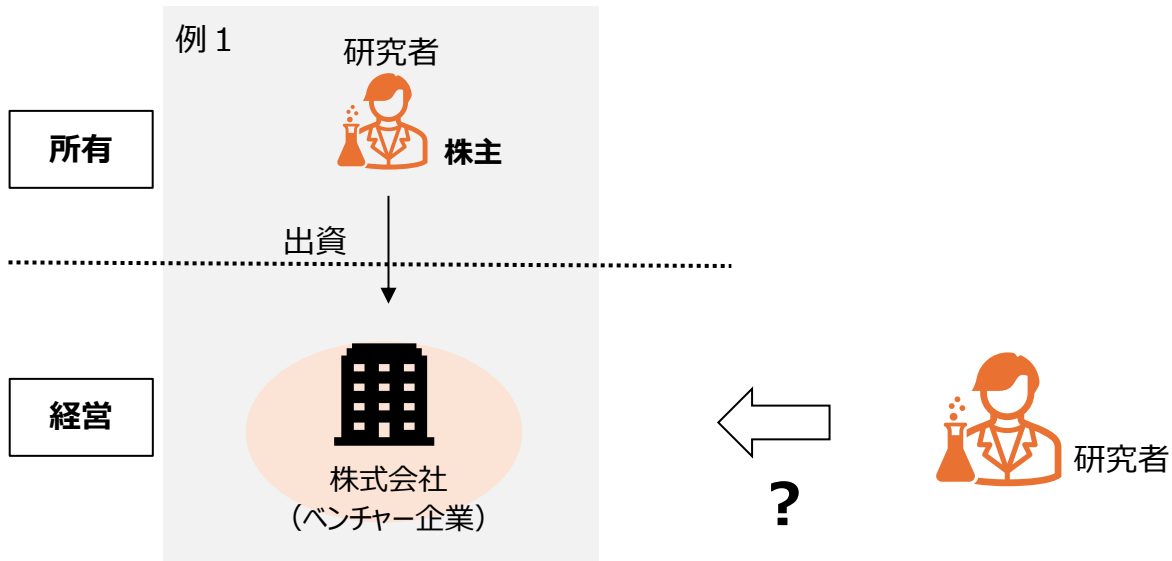 例１
研究者
所有
株主
出資
経営
株式会社
（ベンチャー企業）
研究者
?